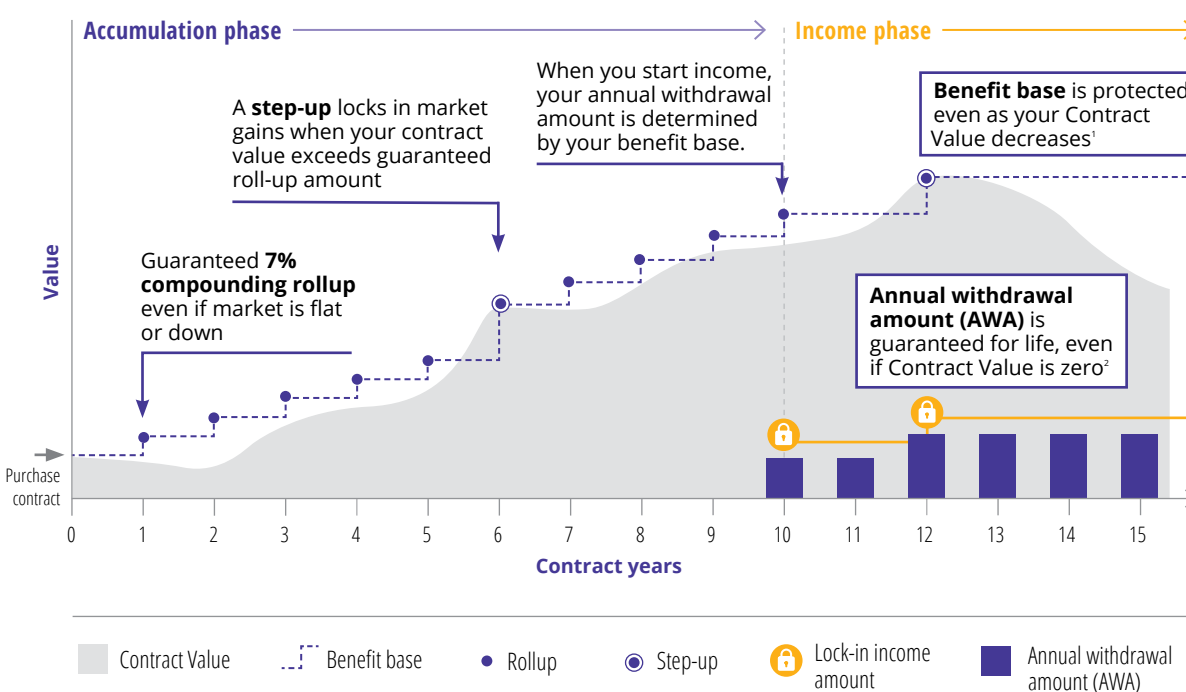 Accumulation phase
Income phase
When you start income,
your annual withdrawal
amount is determined
by your benefit base.
Benefit base is protected
even as your Contract
Value decreases¹
A step-up locks in market
gains when your contract
value exceeds guaranteed
roll-up amount
Guaranteed 7%
compounding rollup
even if market is flat
or down
Annual withdrawal
amount (AWA) is
guaranteed for life, even
if Contract Value is zero²
Value
Purchase
contract
0 1 2 3 4 5 6 7 8 9 10 11 12 13 14 15
Contract years
Contract Value
Benefit base
Rollup
Step-up
Lock-in income
amount
Annual withdrawal
amount (AWA)